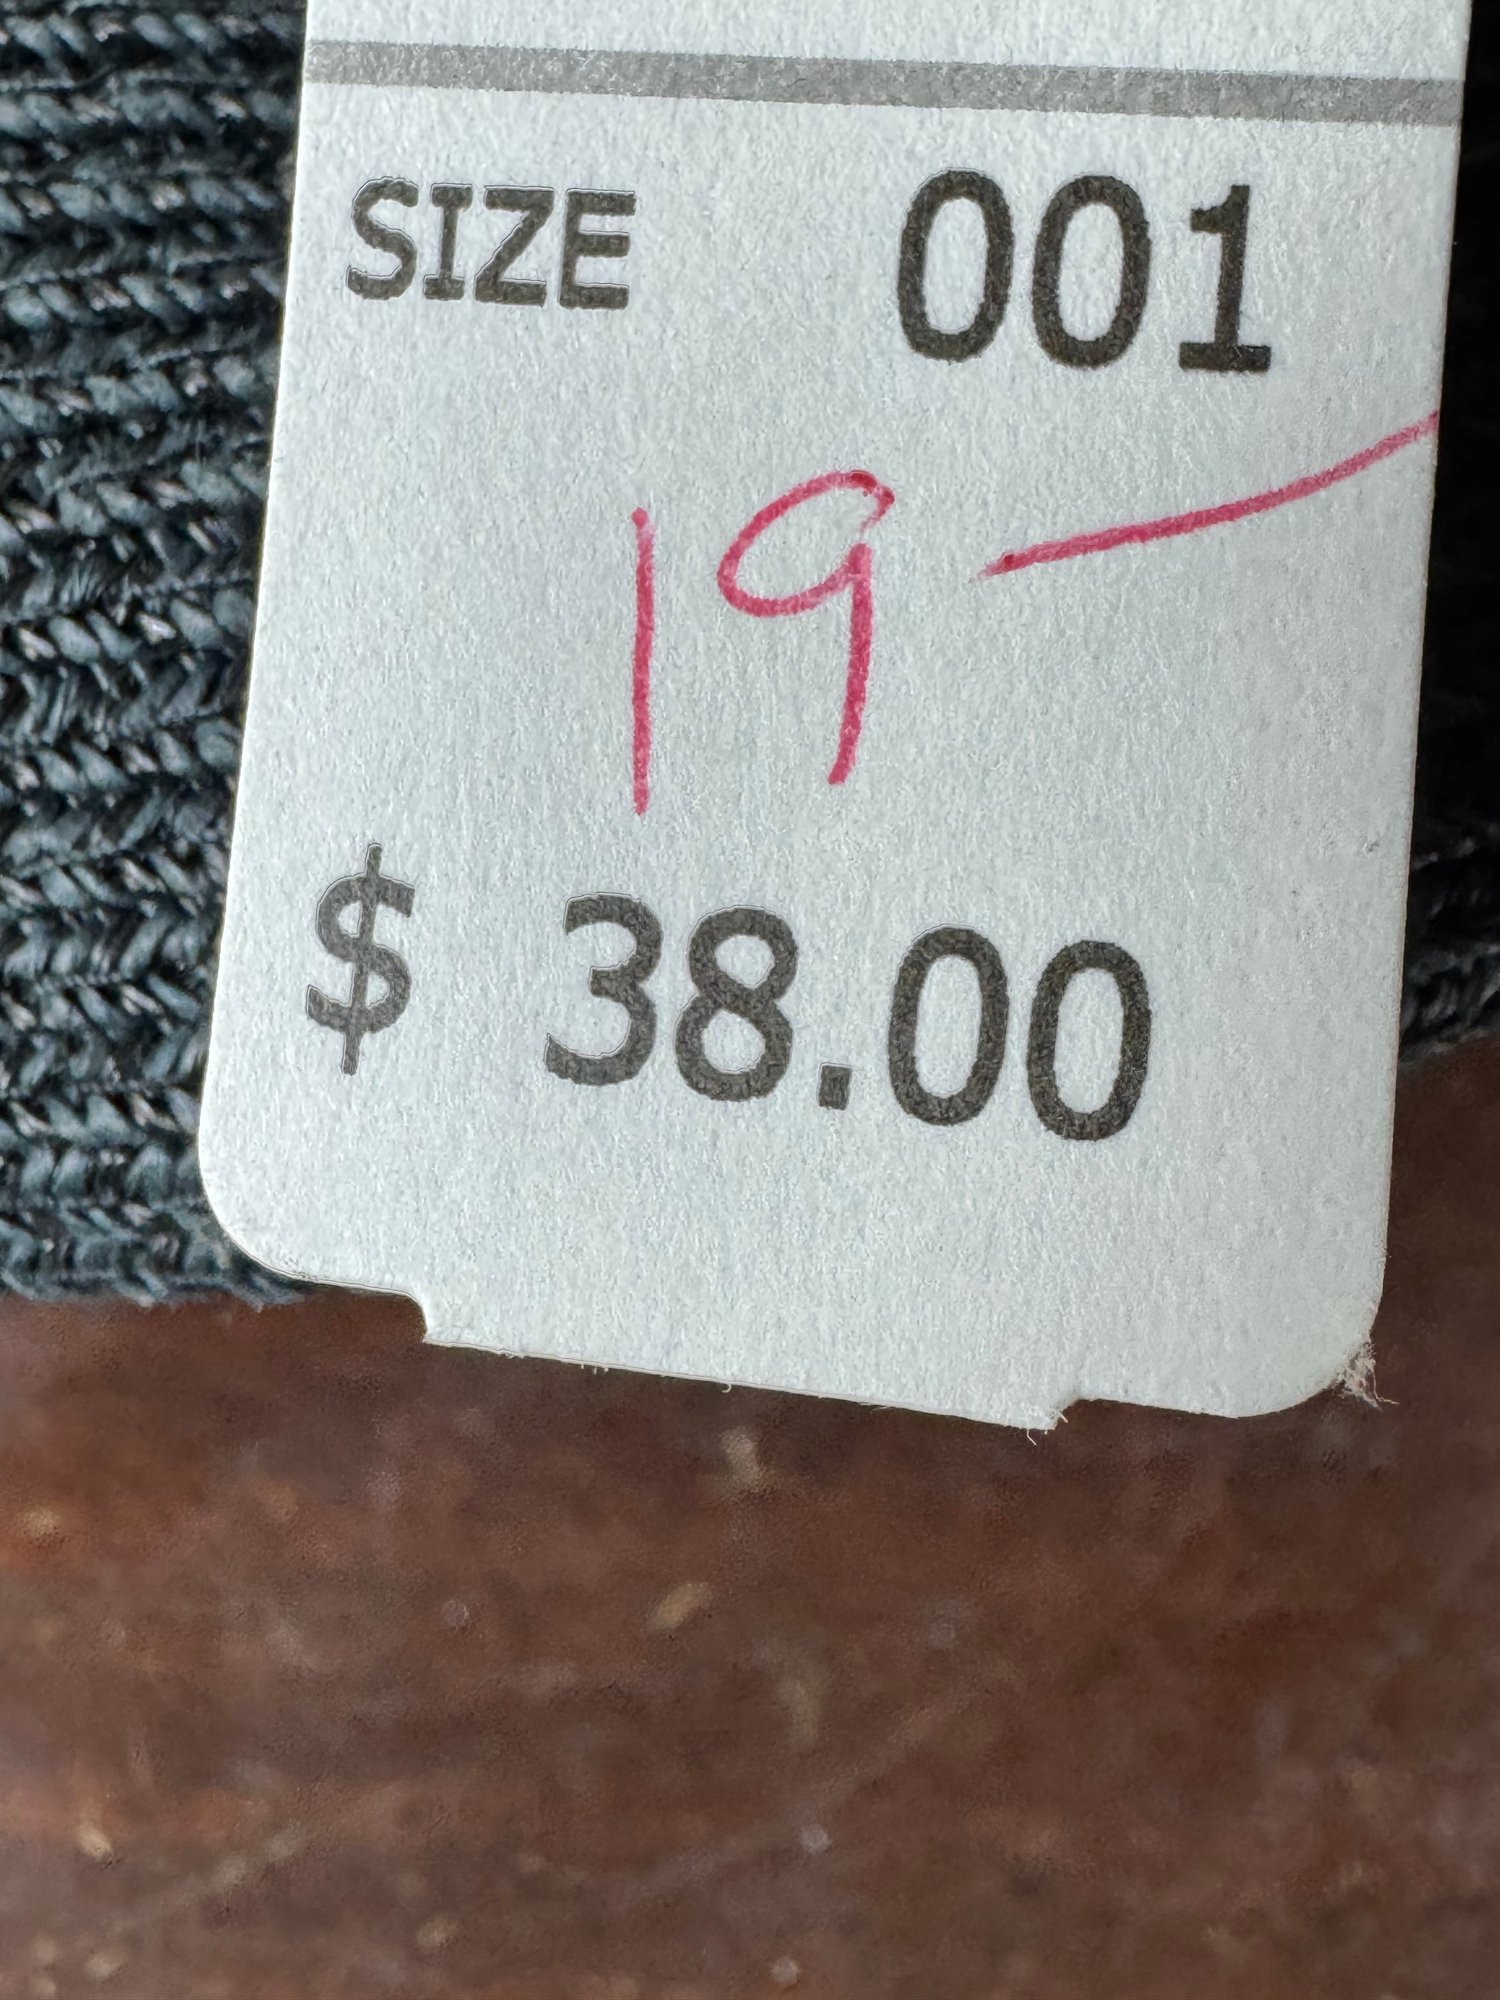 SIZE 001
19 —
$ 38.00